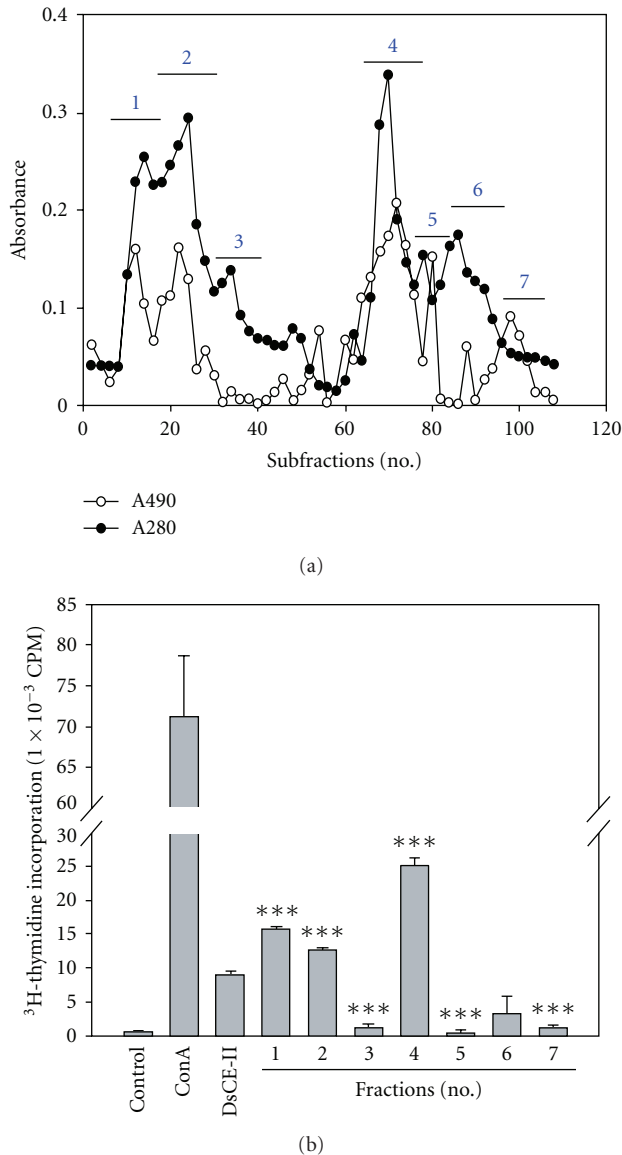 0.4
0.3
0.2
0.1
0
Absorbance
1
2
3
4
5
6
7
0 20 40 60 80 100 120
Subfractions (no.)
A490
A280
(a)
85
80
75
70
65
60
30
25
20
15
10
5
0
³H-thymidine incorporation (1 × 10⁻³ CPM)
***
***
***
***
***
***
Control
ConA
DsCE-II
1 2 3 4 5 6 7
Fractions (no.)
(b)